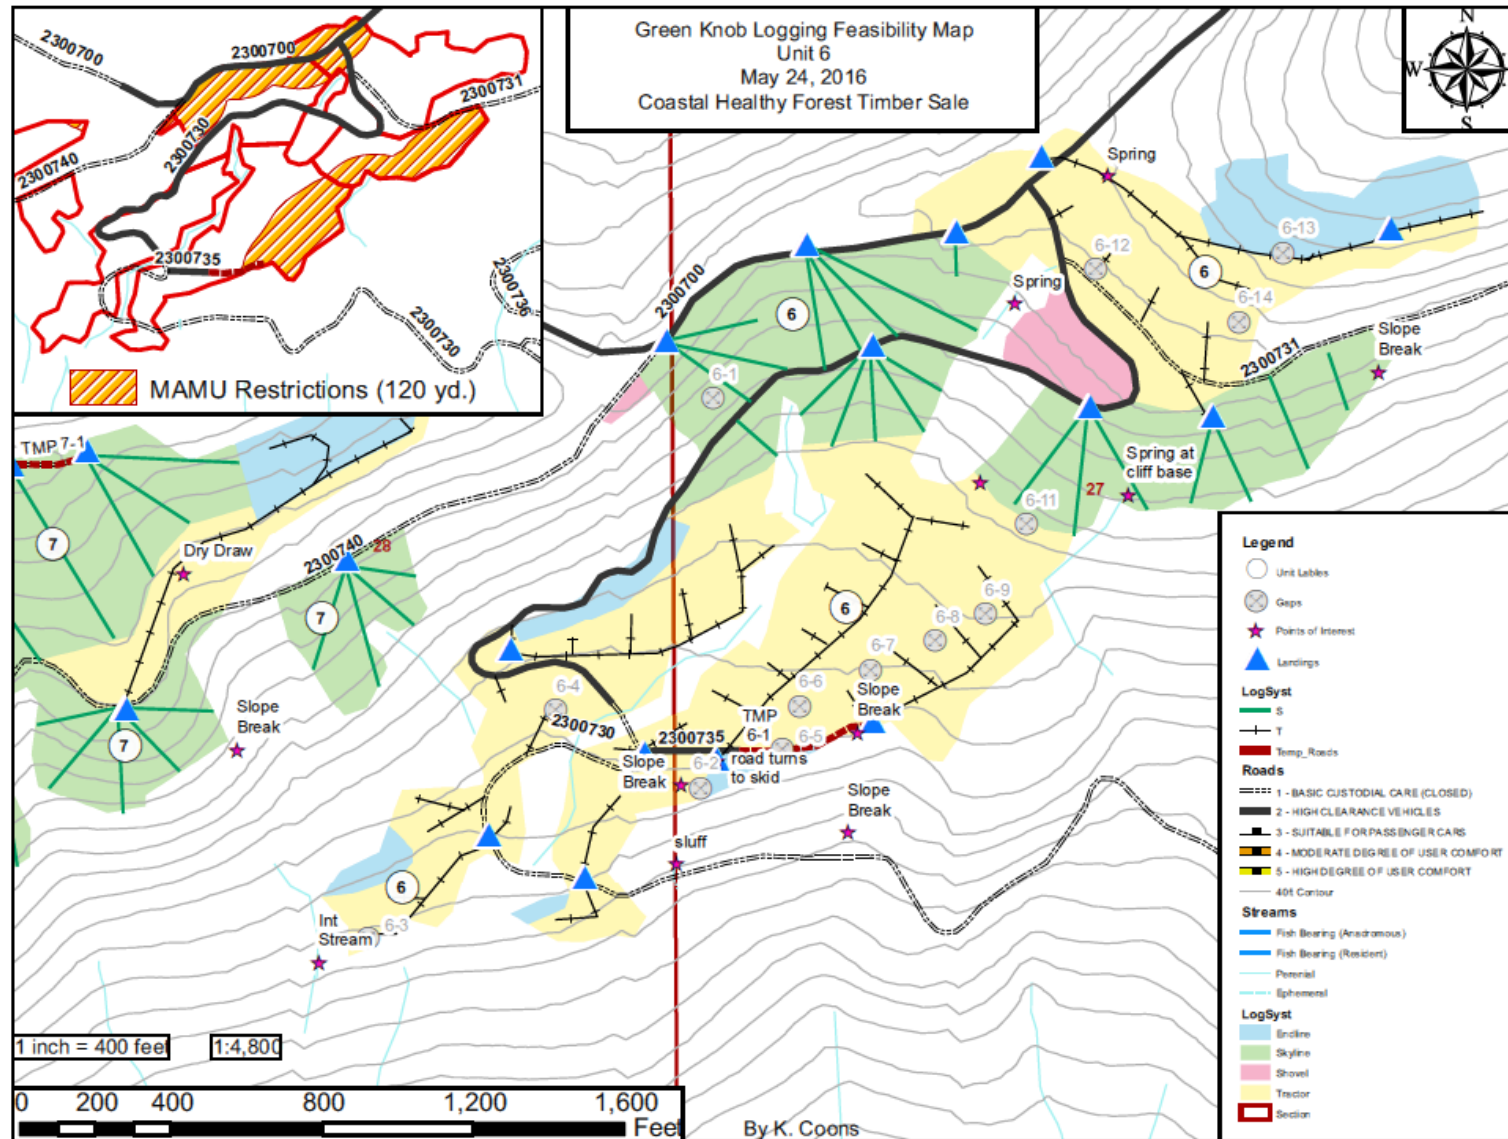 Green Knob Logging Feasibility Map
Unit 6
May 24, 2016
Coastal Healthy Forest Timber Sale
N
W
S
2300700
2300700
2300731
2300730
2300740
2300735
2300736
2300730
MAMU Restrictions (120 yd.)
Spring
6-13
6-12
6
6-14
Spring
2300700
6
Slope
Break
2300731
6-1
TMP 7-1
Spring at
cliff base
27
6-11
7
Dry Draw
2300740
28
7
6-9
6
6-8
6-7
6-6
6-4
Slope
Break
Slope
Break
7
2300730
TMP
6-1
2300735
6-5
road turns
to skid
Slope
Break
6-2
Slope
Break
sluff
6
6-3
Int
Stream
Legend
Unit Lables
Gaps
Points of Interest
Landings
LogSyst
S
T
Temp_Roads
Roads
1 - BASIC CUSTODIAL CARE (CLOSED)
2 - HIGH CLEARANCE VEHICLES
3 - SUITABLE FOR PASSENGER CARS
4 - MODERATE DEGREE OF USER COMFORT
5 - HIGH DEGREE OF USER COMFORT
40ft Contour
Streams
Fish Bearing (Anadromous)
Fish Bearing (Resident)
Perenial
Ephemeral
LogSyst
Endline
Skyline
Shovel
Tractor
Section
1 inch = 400 feet
1:4,800
0 200 400 800 1,200 1,600
Feet
By K. Coons